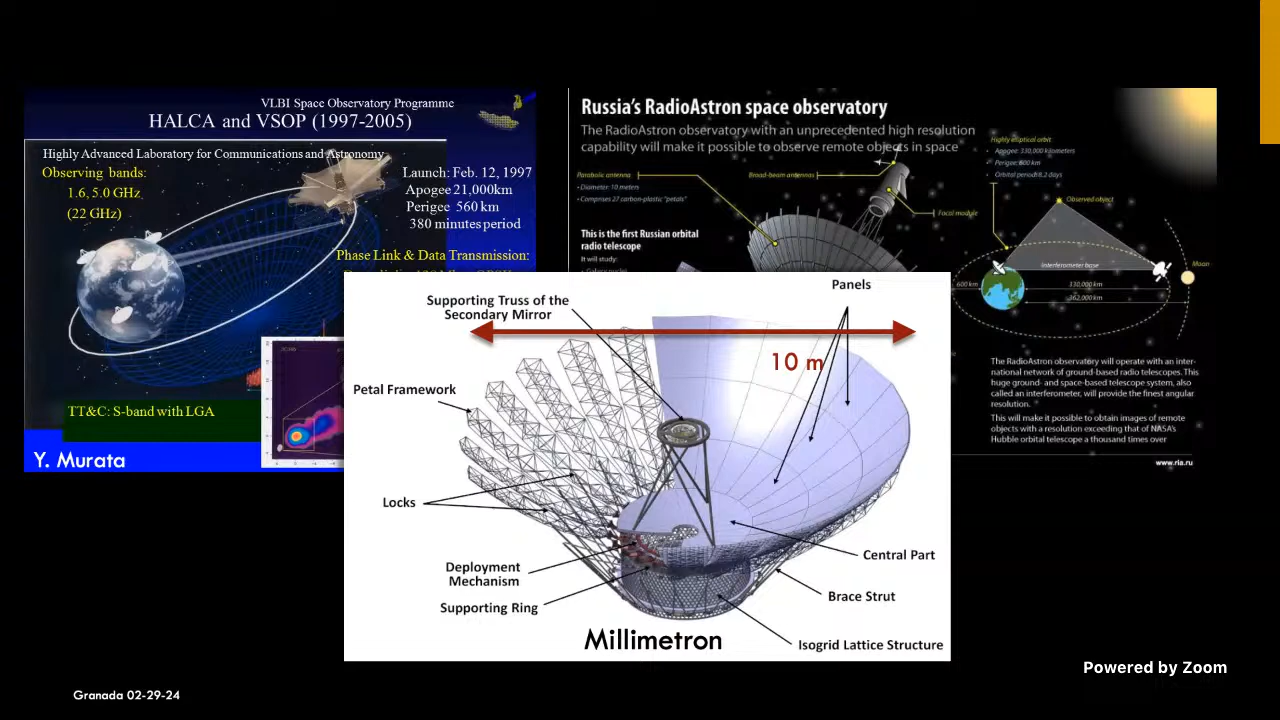 VLBI Space Observatory Programme
HALCA and VSOP (1997-2005)
Highly Advanced Laboratory for Communications and Astronomy
Observing bands:
1.6, 5.0 GHz
(22 GHz)
Launch: Feb. 12, 1997
Apogee 21,000km
Perigee 560 km
380 minutes period
Phase Link & Data Transmission:
TT&C: S-band with LGA
Y. Murata
Russia's RadioAstron space observatory
The RadioAstron observatory with an unprecedented high resolution
capability will make it possible to observe remote objects in space
Parabolic antenna
• Diameter: 10 meters
• Comprises 27 carbon-plastic "petals"
Broad-beam antennas
Focal module
This is the first Russian orbital
radio telescope
It will study:
Highly elliptical orbit
• Apogee: 330,000 kilometers
• Perigee: 600 km
• Orbital period: 8.2 days
Observed object
Interferometer base
Moon
600 km
330,000 km
362,000 km
The RadioAstron observatory will operate with an inter-
national network of ground-based radio telescopes. This
huge ground- and space-based telescope system, also
called an interferometer, will provide the finest angular
resolution.
This will make it possible to obtain images of remote
objects with a resolution exceeding that of NASA's
Hubble orbital telescope a thousand times over
www.ria.ru
Supporting Truss of the
Secondary Mirror
Panels
10 m
Petal Framework
Locks
Deployment
Mechanism
Supporting Ring
Central Part
Brace Strut
Isogrid Lattice Structure
Millimetron
Powered by Zoom
Granada 02-29-24